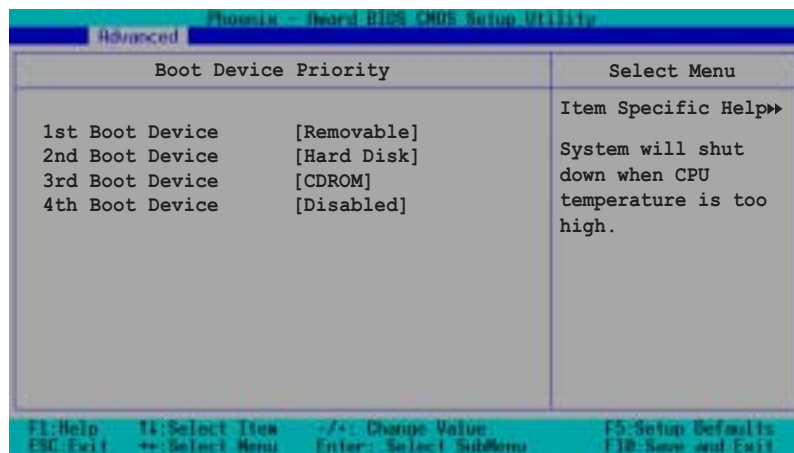 Phoenix - Award BIOS CMOS Setup Utility
Advanced
Boot Device Priority
1st Boot Device [Removable]
2nd Boot Device [Hard Disk]
3rd Boot Device [CDROM]
4th Boot Device [Disabled]
Select Menu
Item Specific Help▸▸
System will shut
down when CPU
temperature is too
high.
F1:Help ↑↓:Select Item -/+: Change Value F5:Setup Defaults
ESC:Exit ↔:Select Menu Enter: Select SubMenu F10:Save and Exit